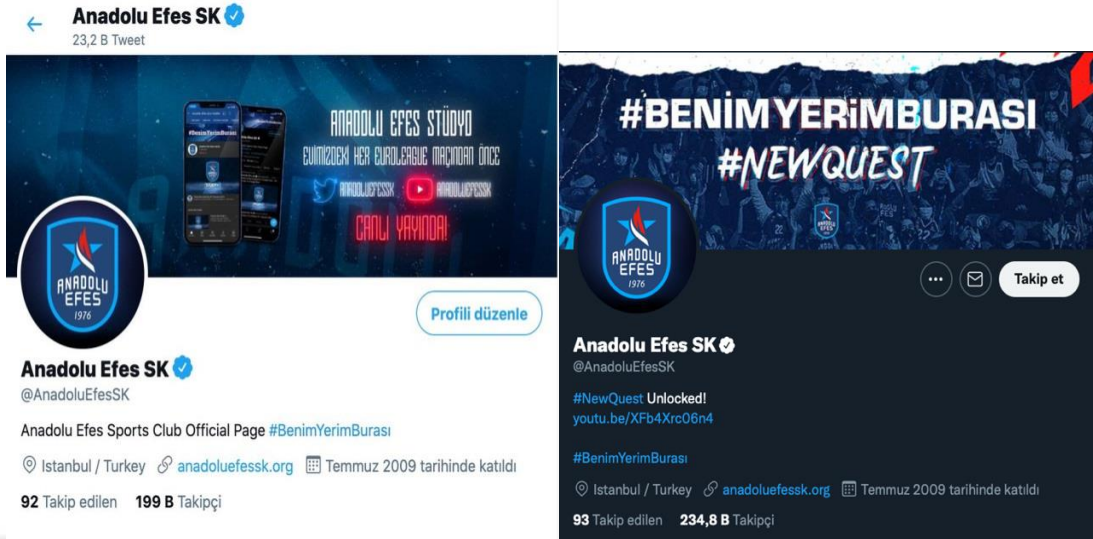 Anadolu Efes SK
23,2 B Tweet
ANADOLU EFES STÜDYO
EVİMİZDEKİ HER EUROLEAGUE MAÇINDAN ÖNCE
ANADOLUEFESSK ANADOLUEFESSK
CANLI YAYINDA!
#BenimYerimBurası
ANADOLU
EFES
1976
Profili düzenle
Anadolu Efes SK
@AnadoluEfesSK
Anadolu Efes Sports Club Official Page #BenimYerimBurası
Istanbul / Turkey anadoluefessk.org Temmuz 2009 tarihinde katıldı
92 Takip edilen 199 B Takipçi
#BENİMYERİMBURASI
#NEWQUEST
ANADOLU
EFES
1976
Takip et
Anadolu Efes SK
@AnadoluEfesSK
#NewQuest Unlocked!
youtu.be/XFb4Xrc06n4
#BenimYerimBurası
Istanbul / Turkey anadoluefessk.org Temmuz 2009 tarihinde katıldı
93 Takip edilen 234,8 B Takipçi